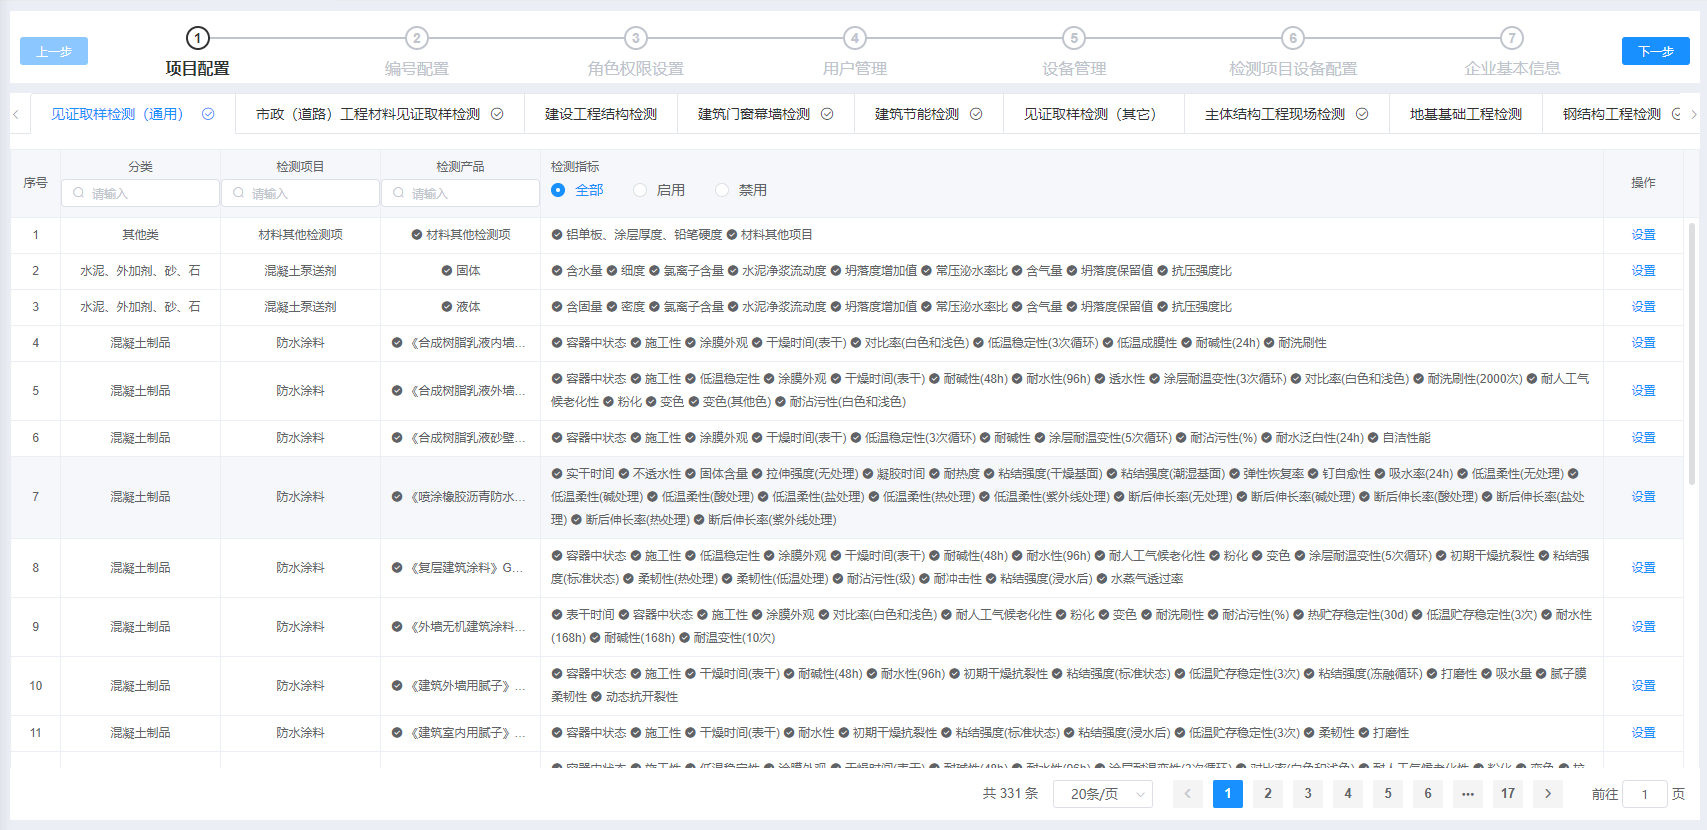 上一步
1
2
3
4
5
6
7
下一步
项目配置
编号配置
角色权限设置
用户管理
设备管理
检测项目设备配置
企业基本信息
见证取样检测（通用）
市政（道路）工程材料见证取样检测
建设工程结构检测
建筑门窗幕墙检测
建筑节能检测
见证取样检测（其它）
主体结构工程现场检测
地基基础工程检测
钢结构工程检测
序号
分类
检测项目
检测产品
检测指标
操作
请输入
请输入
请输入
全部
启用
禁用
1 其他类 材料其他检测项 材料其他检测项 铝单板、涂层厚度、铅笔硬度 材料其他项目 设置
2 水泥、外加剂、砂、石 混凝土泵送剂 固体 含水量 细度 氯离子含量 水泥净浆流动度 坍落度增加值 常压泌水率比 含气量 坍落度保留值 抗压强度比 设置
3 水泥、外加剂、砂、石 混凝土泵送剂 液体 含固量 密度 氯离子含量 水泥净浆流动度 坍落度增加值 常压泌水率比 含气量 坍落度保留值 抗压强度比 设置
4 混凝土制品 防水涂料 《合成树脂乳液内墙... 容器中状态 施工性 涂膜外观 干燥时间(表干) 对比率(白色和浅色) 低温稳定性(3次循环) 低温成膜性 耐碱性(24h) 耐洗刷性 设置
5 混凝土制品 防水涂料 《合成树脂乳液外墙... 容器中状态 施工性 低温稳定性 涂膜外观 干燥时间(表干) 耐碱性(48h) 耐水性(96h) 透水性 涂层耐温变性(3次循环) 对比率(白色和浅色) 耐洗刷性(2000次) 耐人工气
候老化性 粉化 变色 变色(其他色) 耐沾污性(白色和浅色) 设置
6 混凝土制品 防水涂料 《合成树脂乳液砂壁... 容器中状态 施工性 涂膜外观 干燥时间(表干) 低温稳定性(3次循环) 耐碱性 涂层耐温变性(5次循环) 耐沾污性(%) 耐水泛白性(24h) 自洁性能 设置
7 混凝土制品 防水涂料 《喷涂橡胶沥青防水... 实干时间 不透水性 固体含量 拉伸强度(无处理) 凝胶时间 耐热度 粘结强度(干燥基面) 粘结强度(潮湿基面) 弹性恢复率 钉自愈性 吸水率(24h) 低温柔性(无处理)
低温柔性(碱处理) 低温柔性(酸处理) 低温柔性(盐处理) 低温柔性(热处理) 低温柔性(紫外线处理) 断后伸长率(无处理) 断后伸长率(碱处理) 断后伸长率(酸处理) 断后伸长率(盐处
理) 断后伸长率(热处理) 断后伸长率(紫外线处理) 设置
8 混凝土制品 防水涂料 《复层建筑涂料》G... 容器中状态 施工性 低温稳定性 涂膜外观 干燥时间(表干) 耐碱性(48h) 耐水性(96h) 耐人工气候老化性 粉化 变色 涂层耐温变性(5次循环) 初期干燥抗裂性 粘结强
度(标准状态) 柔韧性(热处理) 柔韧性(低温处理) 耐沾污性(级) 耐冲击性 粘结强度(浸水后) 水蒸气透过率 设置
9 混凝土制品 防水涂料 《外墙无机建筑涂料... 表干时间 容器中状态 施工性 涂膜外观 对比率(白色和浅色) 耐人工气候老化性 粉化 变色 耐洗刷性 耐沾污性(%) 热贮存稳定性(30d) 低温贮存稳定性(3次) 耐水性
(168h) 耐碱性(168h) 耐温变性(10次) 设置
10 混凝土制品 防水涂料 《建筑外墙用腻子》... 容器中状态 施工性 干燥时间(表干) 耐碱性(48h) 耐水性(96h) 初期干燥抗裂性 粘结强度(标准状态) 低温贮存稳定性(3次) 粘结强度(冻融循环) 打磨性 吸水量 腻子膜
柔韧性 动态抗开裂性 设置
11 混凝土制品 防水涂料 《建筑室内用腻子》... 容器中状态 施工性 干燥时间(表干) 耐水性 初期干燥抗裂性 粘结强度(标准状态) 粘结强度(浸水后) 低温贮存稳定性(3次) 柔韧性 打磨性 设置
共 331 条 20条/页 1 2 3 4 5 6 ... 17 前往 1 页